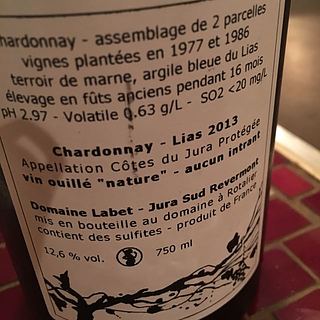 hardonnay - assemblage de 2 parcelles
vignes plantées en 1977 et 1986
terroir de marne, argile bleue du Lias
élevage en fûts anciens pendant 16 mois
pH 2.97 - Volatile 0.63 g/L - SO2 <20 mg/L
Chardonnay - Lias 2013
Appellation Côtes du Jura Protégée
vin ouillé "nature" - aucun intrant
Domaine Labet - Jura Sud Revermont
mis en bouteille au domaine à Rotalier
contient des sulfites - produit de France
12,6 % vol. 750 ml